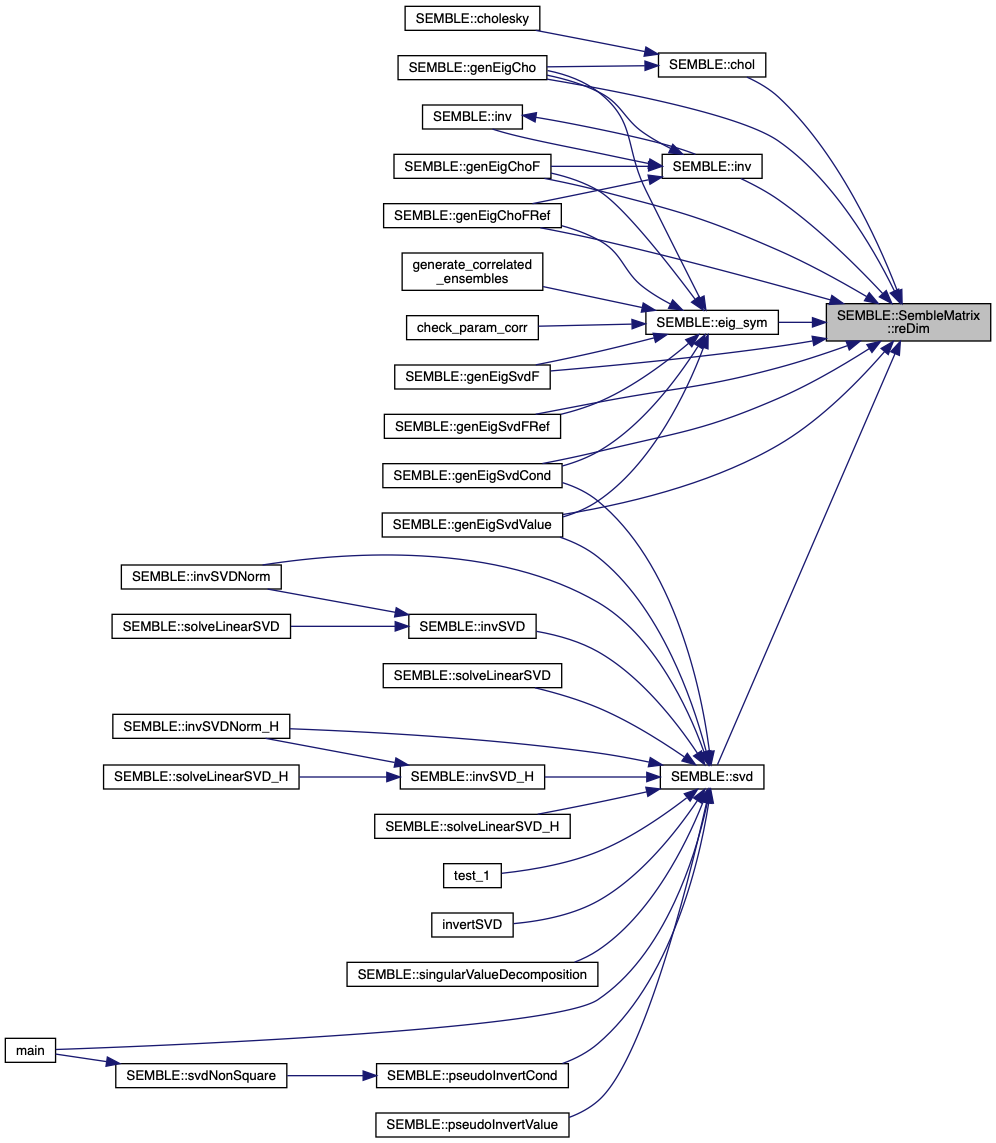 SEMBLE::cholesky
SEMBLE::chol
SEMBLE::genEigCho
SEMBLE::inv
SEMBLE::inv
SEMBLE::genEigChoF
SEMBLE::genEigChoFRef
generate_correlated
_ensembles
SEMBLE::SembleMatrix
::reDim
SEMBLE::eig_sym
check_param_corr
SEMBLE::genEigSvdF
SEMBLE::genEigSvdFRef
SEMBLE::genEigSvdCond
SEMBLE::genEigSvdValue
SEMBLE::invSVDNorm
SEMBLE::solveLinearSVD
SEMBLE::invSVD
SEMBLE::solveLinearSVD
SEMBLE::invSVDNorm_H
SEMBLE::solveLinearSVD_H
SEMBLE::invSVD_H
SEMBLE::svd
SEMBLE::solveLinearSVD_H
test_1
invertSVD
SEMBLE::singularValueDecomposition
main
SEMBLE::svdNonSquare
SEMBLE::pseudoInvertCond
SEMBLE::pseudoInvertValue